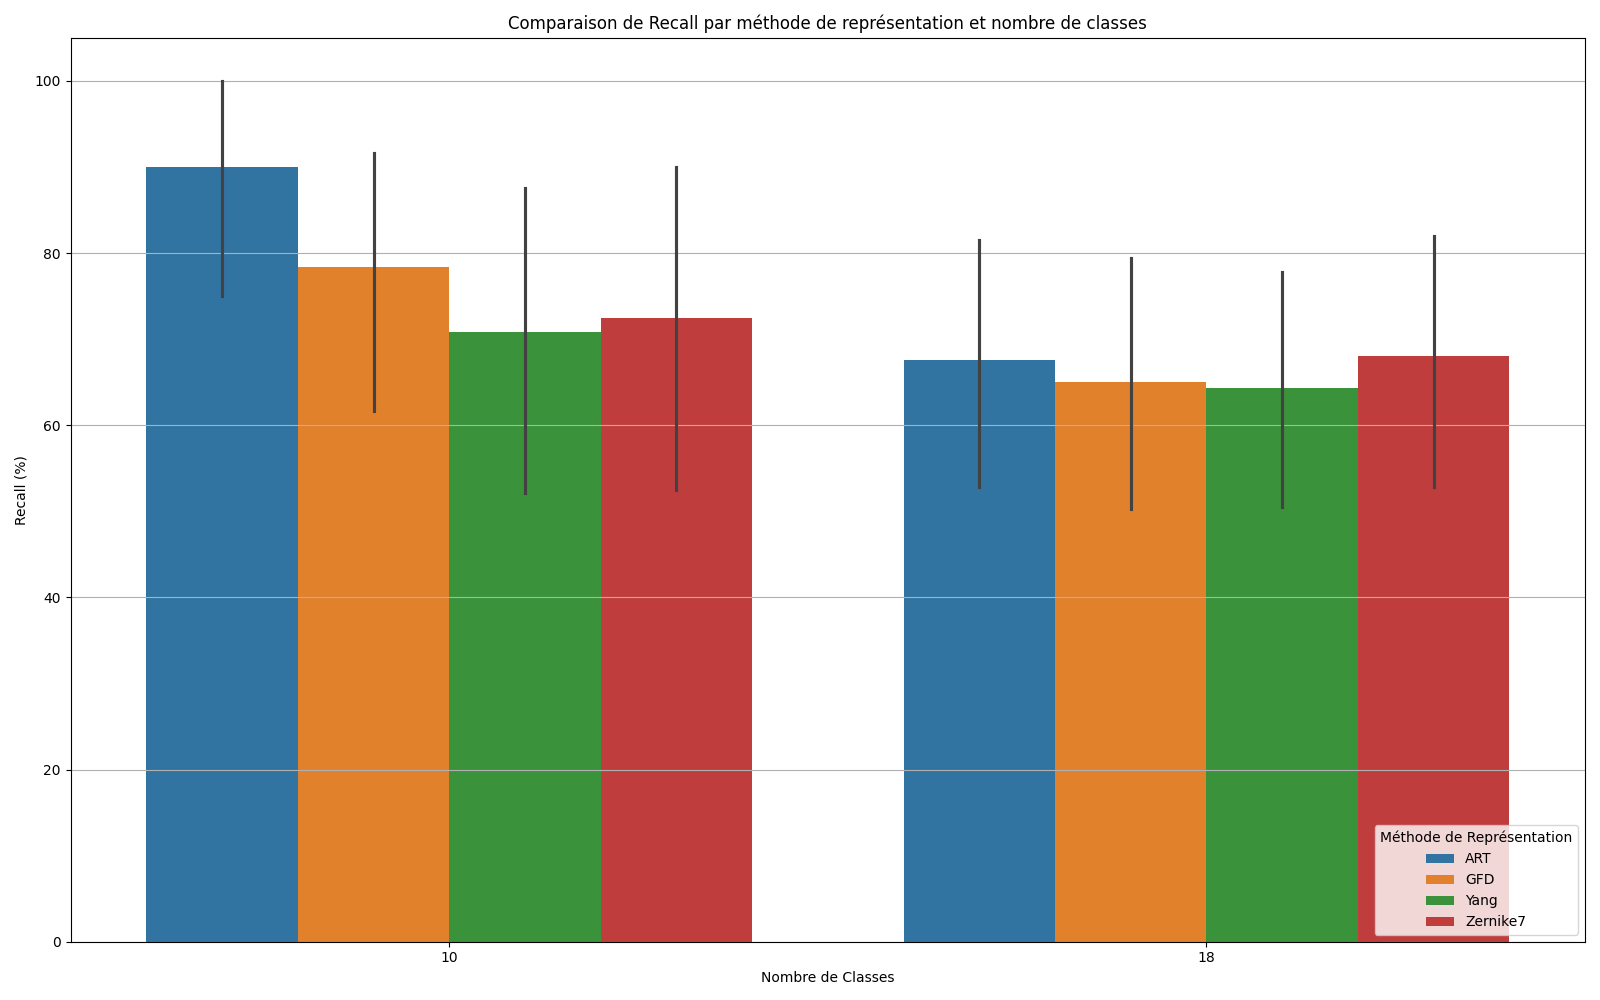 Comparaison de Recall par méthode de représentation et nombre de classes
100
80
60
40
20
0
Recall (%)
10
18
Nombre de Classes
Méthode de Représentation
ART
GFD
Yang
Zernike7